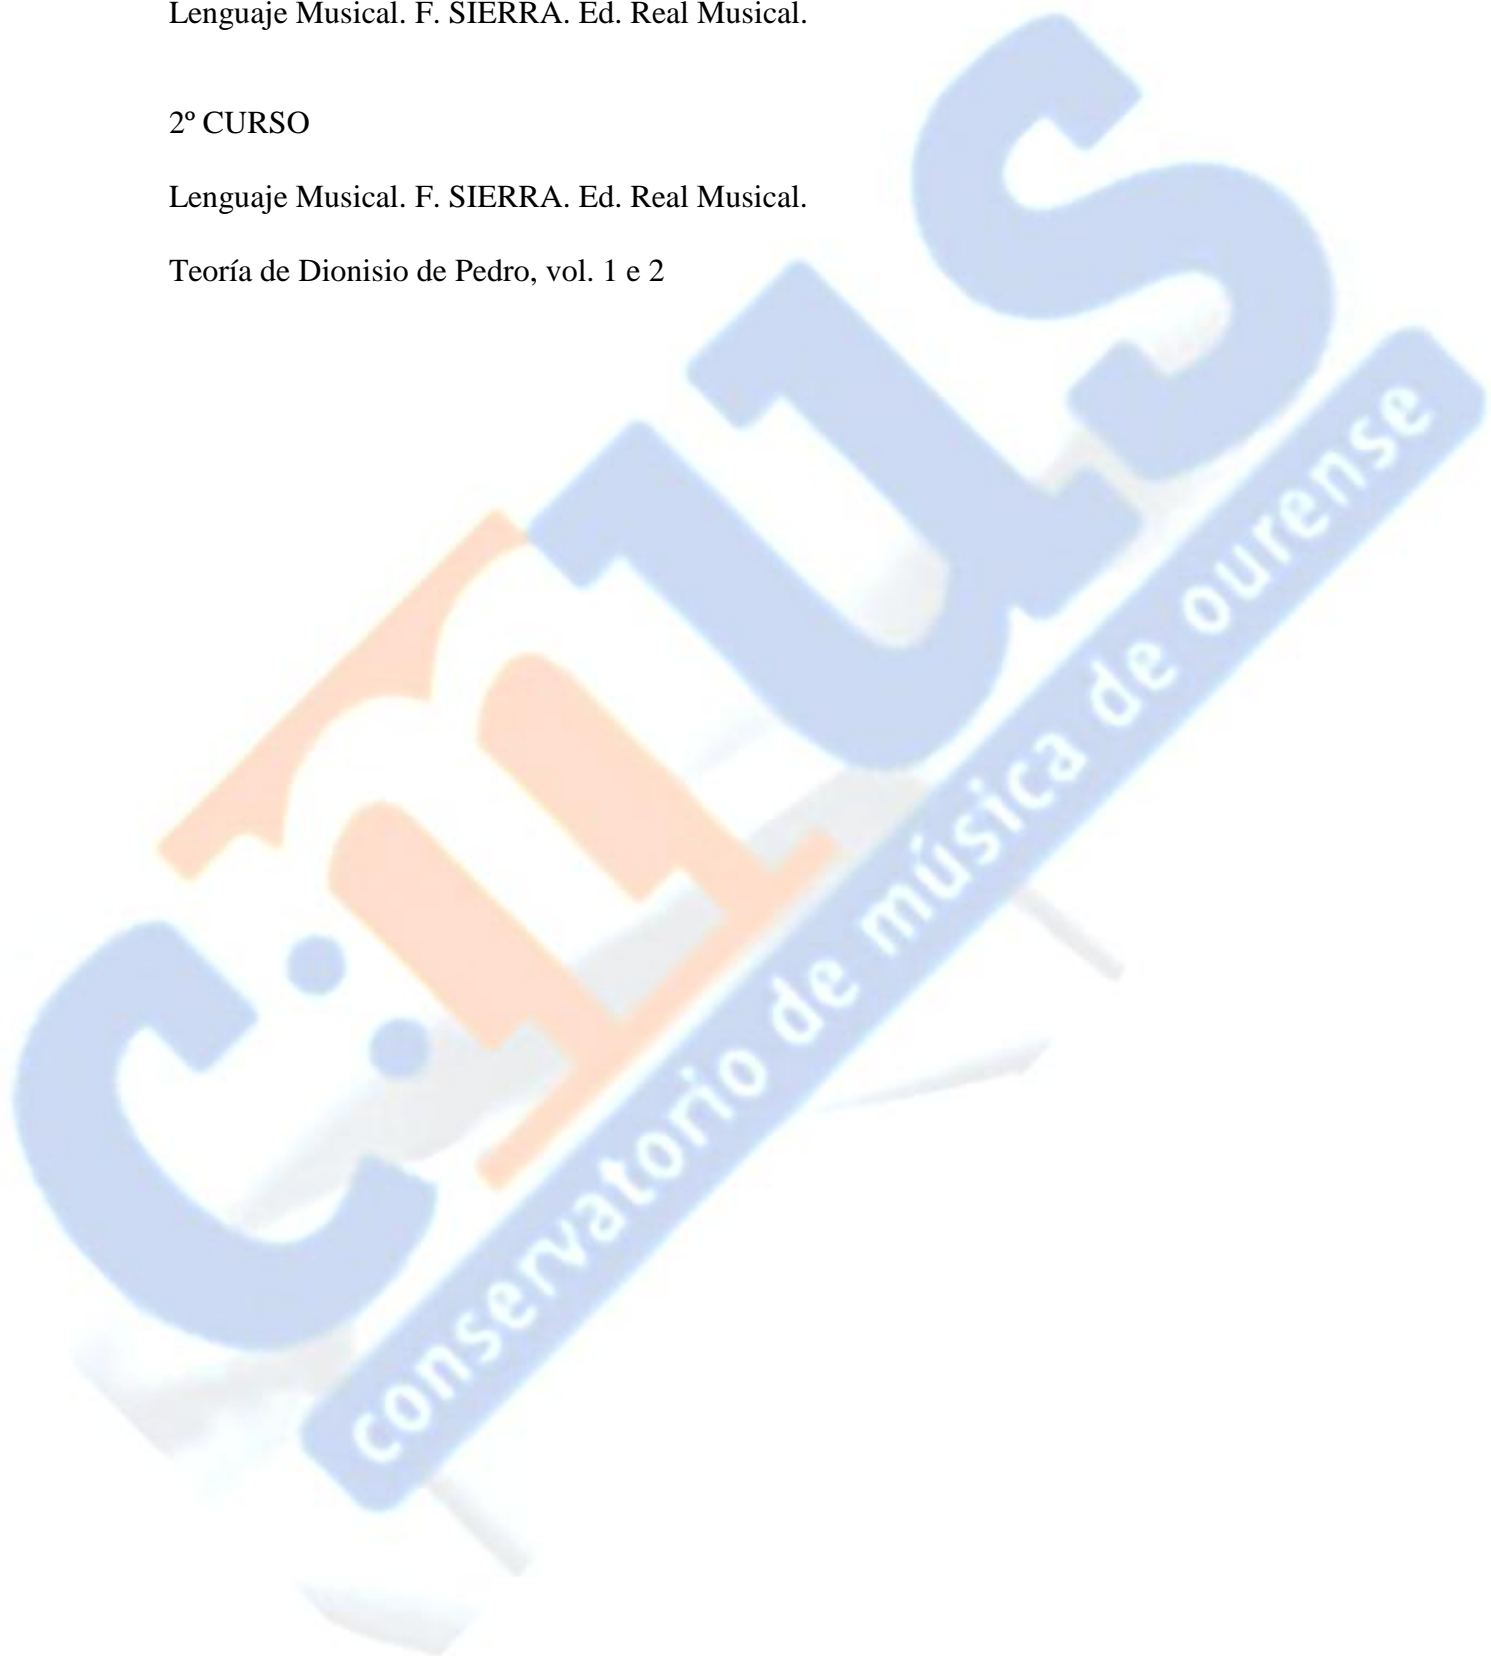 Lenguaje Musical. F. SIERRA. Ed. Real Musical.
2º CURSO
Lenguaje Musical. F. SIERRA. Ed. Real Musical.
Teoría de Dionisio de Pedro, vol. 1 e 2
cmus
conservatorio de música de ourense